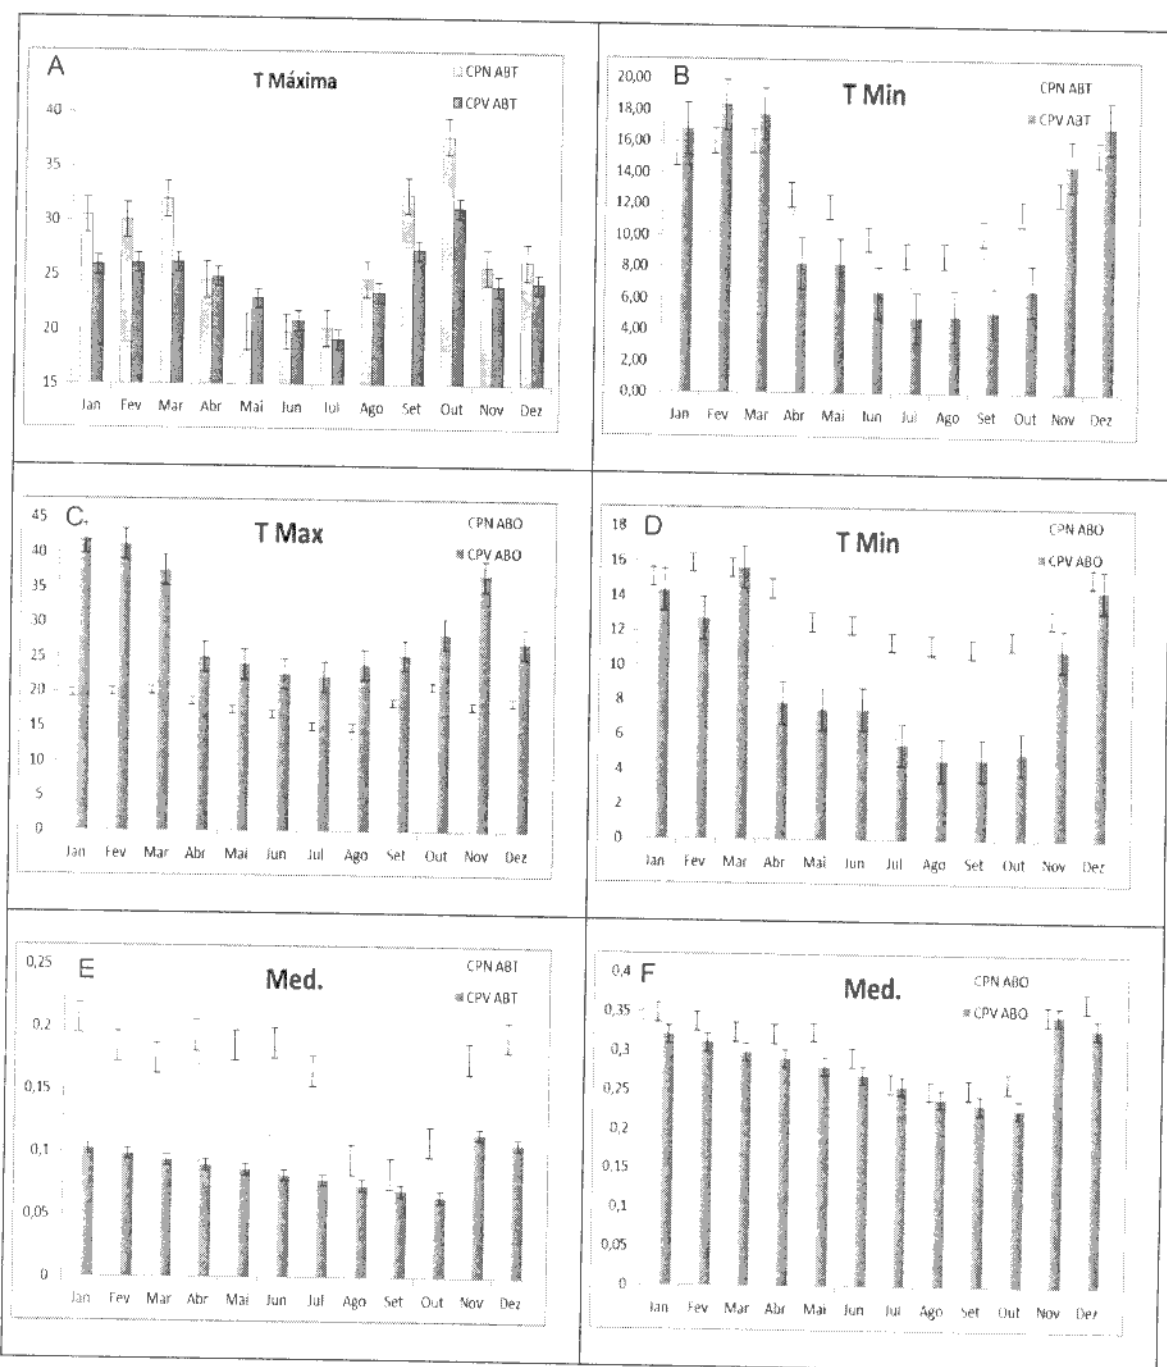 A
T Máxima
CPN ABT
CPV ABT
40
35
30
25
20
15
Jan Fev Mar Abr Mai Jun Jul Ago Set Out Nov Dez
B
T Min
CPN ABT
CPV ABT
20,00
18,00
16,00
14,00
12,00
10,00
8,00
6,00
4,00
2,00
0,00
Jan Fev Mar Abr Mai Jun Jul Ago Set Out Nov Dez
C
T Max
CPN ABO
CPV ABO
45
40
35
30
25
20
15
10
5
0
Jan Fev Mar Abr Mai Jun Jul Ago Set Out Nov Dez
D
T Min
CPN ABO
CPV ABO
18
16
14
12
10
8
6
4
2
0
Jan Fev Mar Abr Mai Jun Jul Ago Set Out Nov Dez
E
Med.
CPN ABT
CPV ABT
0,25
0,2
0,15
0,1
0,05
0
Jan Fev Mar Abr Mai Jun Jul Ago Set Out Nov Dez
F
Med.
CPN ABO
CPV ABO
0,4
0,35
0,3
0,25
0,2
0,15
0,1
0,05
0
Jan Fev Mar Abr Mai Jun Jul Ago Set Out Nov Dez